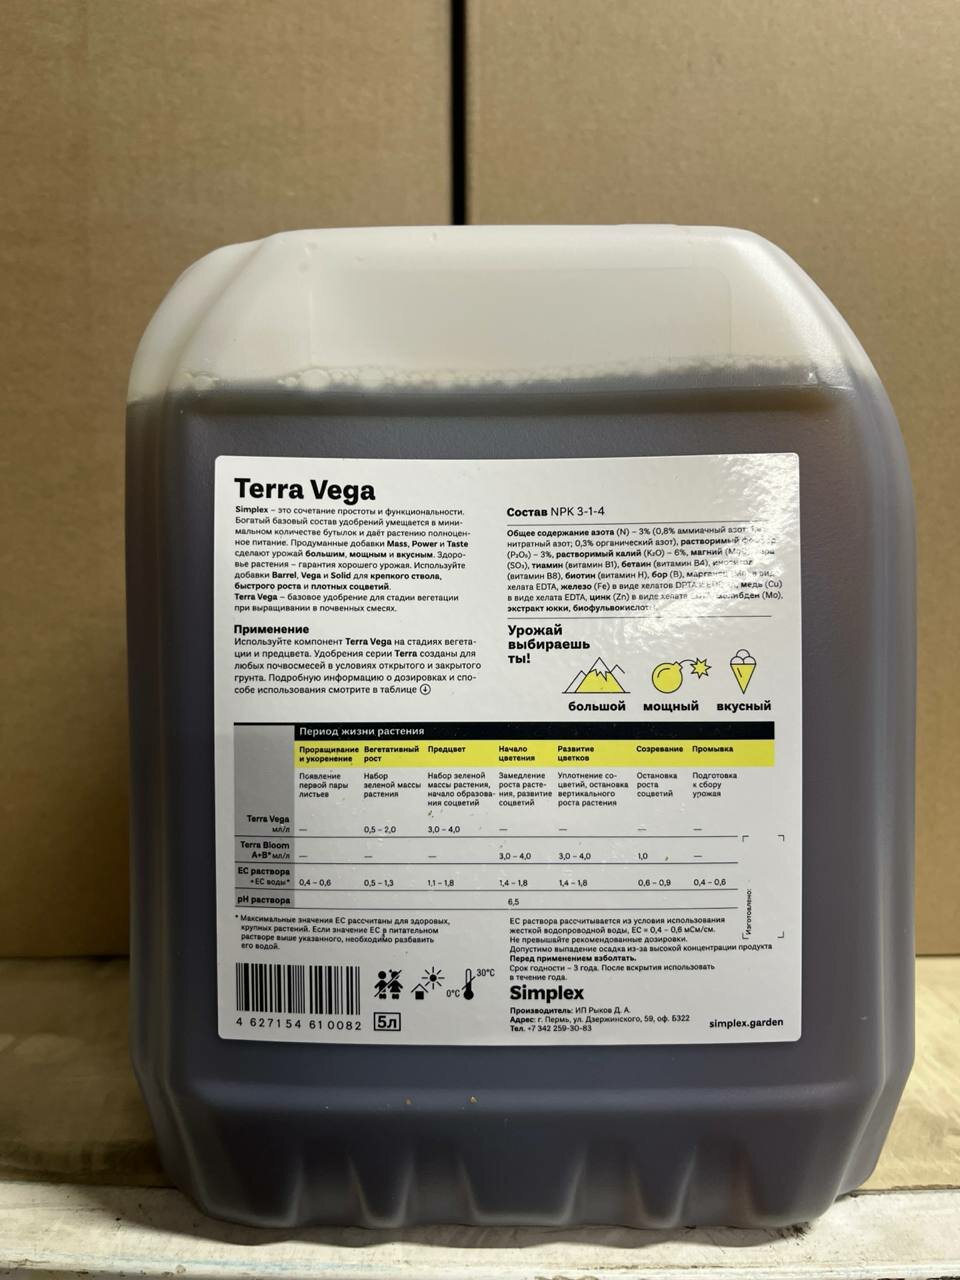 Terra Vega
Simplex – это сочетание простоты и функциональности.
Богатый базовый состав удобрений умещается в мини-
мальном количестве бутылок и даёт растению полноцен-
ное питание. Продуманные добавки Mass, Power и Taste
сделают урожай большим, мощным и вкусным. Здоро-
вье растения – гарантия хорошего урожая. Используйте
добавки Barrel, Vega и Solid для крепкого ствола,
быстрого роста и плотных соцветий.
Terra Vega – базовое удобрение для стадии вегетации
при выращивании в почвенных смесях.
Применение
Используйте компонент Terra Vega на стадиях вегета-
ции и предцвета. Удобрения серии Terra созданы для
любых почвосмесей в условиях открытого и закрытого
грунта. Подробную информацию о дозировках и спо-
собе использования смотрите в таблице
Состав NPK 3-1-4
Общее содержание азота (N) – 3% (0,8% аммиачный азот,
нитратный азот; 0,3% органический азот), растворимый
(P₂O₅) – 3%, растворимый калий (K₂O) – 6%, магний
(SO₃), тиамин (витамин B1), бетаин (витамин B4),
(витамин B8), биотин (витамин H), бор (B), в виде
хелата EDTA, железо (Fe) в виде хелатов DPTA медь (Cu)
в виде хелата EDTA, цинк (Zn) в виде хелата молибден (Mo),
экстракт юкки,
Урожай
выбираешь
ты!
большой мощный вкусный
Период жизни растения
Проращивание и укоренение Вегетативный рост Предцвет Начало цветения Развитие цветков Созревание Промывка
Появление первой пары листьев Набор зеленой массы растения Набор зеленой массы растения, начало образова- ния соцветий Замедление роста расте- ния, развитие соцветий Уплотнение со- цветий, остановка вертикального роста растения Остановка роста соцветий Подготовка к сбору урожая
Terra Vega
мл/л — 0,5 – 2,0 3,0 – 4,0 — — — —
Terra Bloom
A+B* мл/л — — — 3,0 – 4,0 3,0 – 4,0 1,0 —
EC раствора
+EC воды* 0,4 – 0,6 0,5 – 1,3 1,1 – 1,8 1,4 – 1,8 1,4 – 1,8 0,6 – 0,9 0,4 – 0,6
pH раствора 6,5
Изготовлено:
* Максимальные значения EC рассчитаны для здоровых,
крупных растений. Если значение EC в питательном
растворе выше указанного, необходимо разбавить
его водой.
EC раствора рассчитывается из условия использования
жесткой водопроводной воды, EC = 0,4 – 0,6 мСм/см.
Не превышайте рекомендованные дозировки.
Допустимо выпадение осадка из-за высокой концентрации продукта
Перед применением взболтать.
Срок годности – 3 года. После вскрытия использовать
в течение года.
0°C 30°C
4 627154 610082 5л
Simplex
Производитель: ИП Рыков Д. А.
Адрес: г. Пермь, ул. Дзержинского, 59, оф. Б322
Тел. +7 342 259-30-83
simplex.garden